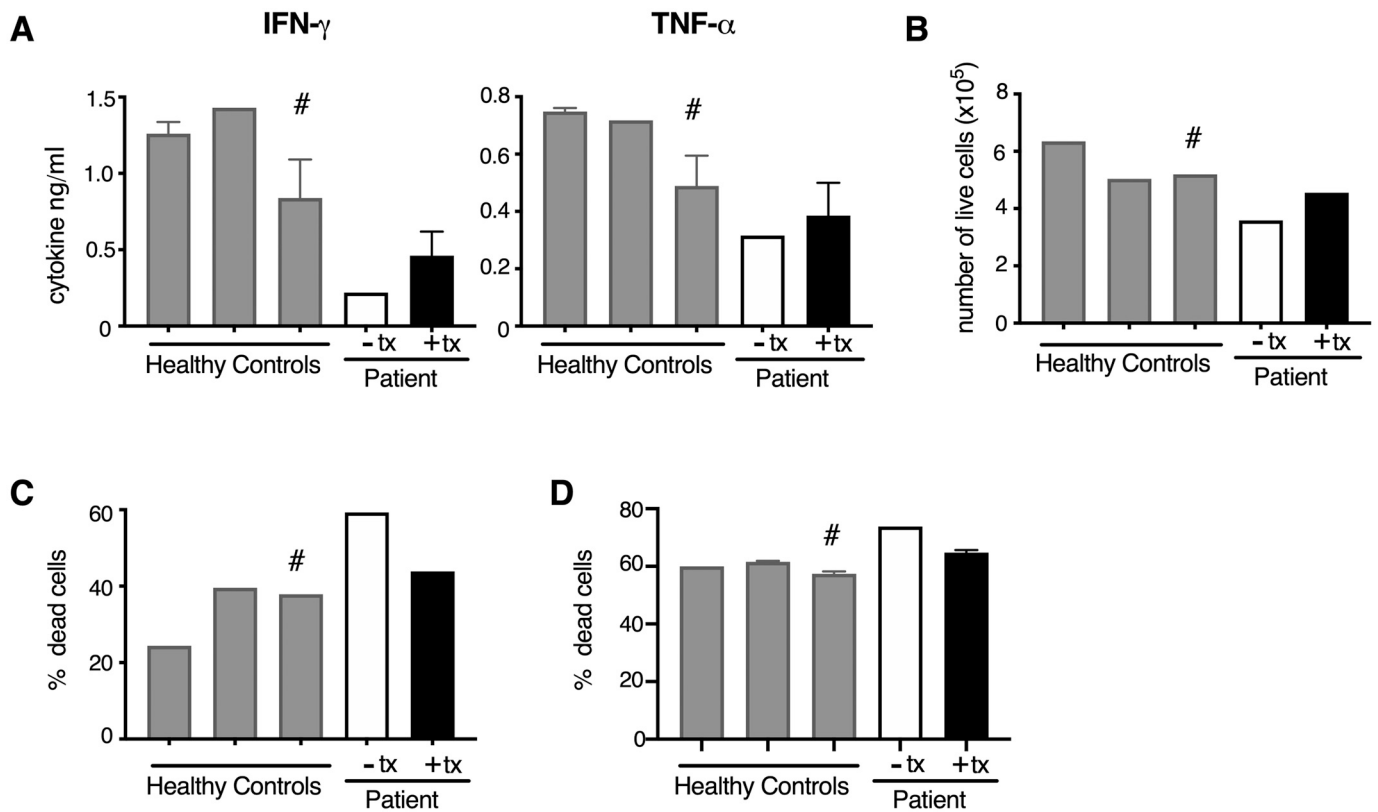 A
IFN-γ
cytokine ng/ml
1.5
1.0
0.5
0
#
-tx +tx
Healthy Controls
Patient
TNF-α
0.8
0.6
0.4
0.2
0
#
-tx +tx
Healthy Controls
Patient
B
number of live cells (x10⁵)
8
6
4
2
0
#
-tx +tx
Healthy Controls
Patient
C
% dead cells
60
40
20
0
#
-tx +tx
Healthy Controls
Patient
D
% dead cells
80
60
40
20
0
#
-tx +tx
Healthy Controls
Patient